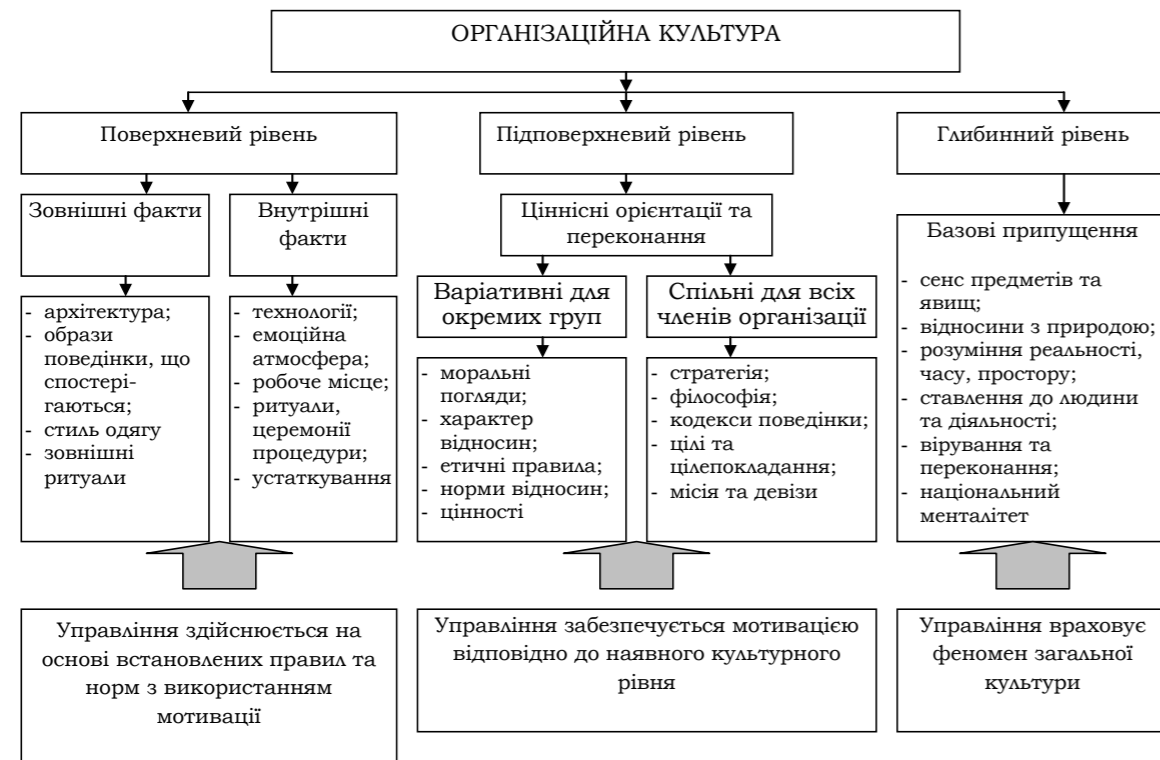 ОРГАНІЗАЦІЙНА КУЛЬТУРА
Поверхневий рівень
Підповерхневий рівень
Глибинний рівень
Зовнішні факти
Внутрішні
факти
Ціннісні орієнтації та
переконання
Базові припущення
- сенс предметів та
явищ;
- відносини з природою;
- розуміння реальності,
часу, простору;
- ставлення до людини
та діяльності;
- вірування та
переконання;
- національний
менталітет
Варіативні для
окремих груп
Спільні для всіх
членів організації
- архітектура;
- образи
поведінки, що
спостері-
гаються;
- стиль одягу
- зовнішні
ритуали
- технології;
- емоційна
атмосфера;
- робоче місце;
- ритуали,
церемонії
процедури;
- устаткування
- моральні
погляди;
- характер
відносин;
- етичні правила;
- норми відносин;
- цінності
- стратегія;
- філософія;
- кодекси поведінки;
- цілі та
цілепокладання;
- місія та девізи
Управління здійснюється на
основі встановлених правил та
норм з використанням
мотивації
Управління забезпечується мотивацією
відповідно до наявного культурного
рівня
Управління враховує
феномен загальної
культури